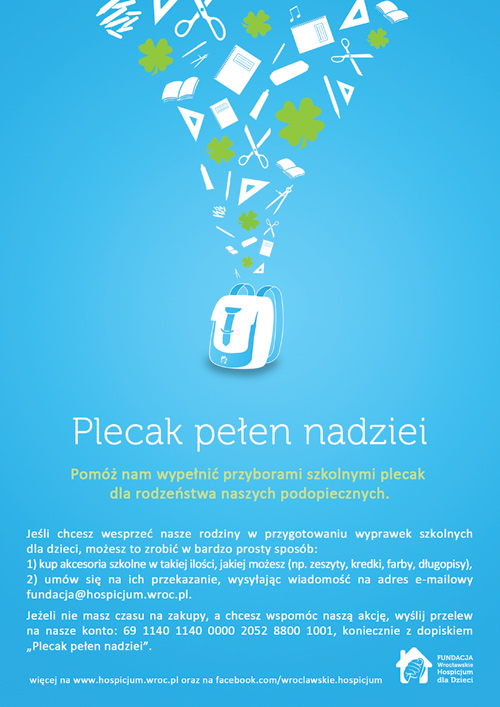 Plecak pełen nadziei
Pomóż nam wypełnić przyborami szkolnymi plecak
dla rodzeństwa naszych podopiecznych.
Jeśli chcesz wesprzeć nasze rodziny w przygotowaniu wyprawek szkolnych
dla dzieci, możesz to zrobić w bardzo prosty sposób:
1) kup akcesoria szkolne w takiej ilości, jakiej możesz (np. zeszyty, kredki, farby, długopisy),
2) umów się na ich przekazanie, wysyłając wiadomość na adres e-mailowy
fundacja@hospicjum.wroc.pl.
Jeżeli nie masz czasu na zakupy, a chcesz wspomóc naszą akcję, wyślij przelew
na nasze konto: 69 1140 1140 0000 2052 8800 1001, koniecznie z dopiskiem
„Plecak pełen nadziei”.
więcej na www.hospicjum.wroc.pl oraz na facebook.com/wroclawskie.hospicjum
FUNDACJA
Wrocławskie
Hospicjum
dla Dzieci